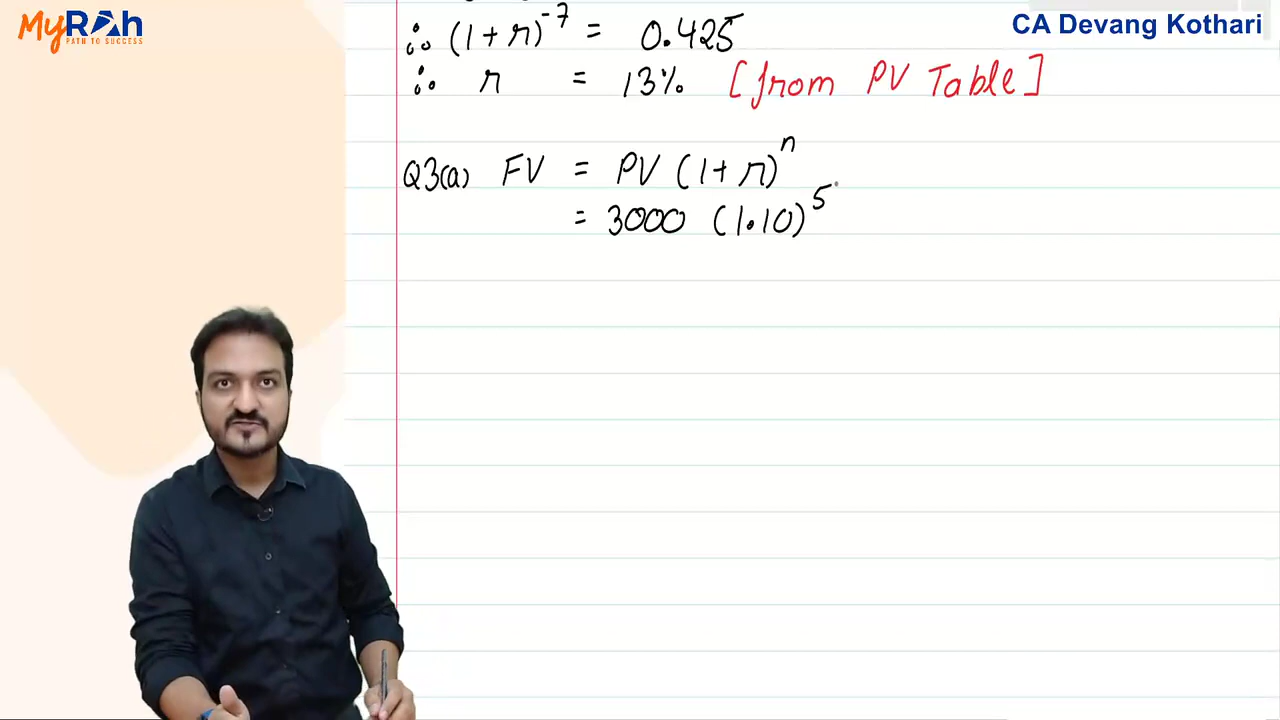 MyRAh
PATH TO SUCCESS
CA Devang Kothari
∴ (1+r)⁻⁷ = 0.425
∴ r = 13% [from PV Table]
Q3(a) FV = PV (1+r)ⁿ
= 3000 (1.10)⁵